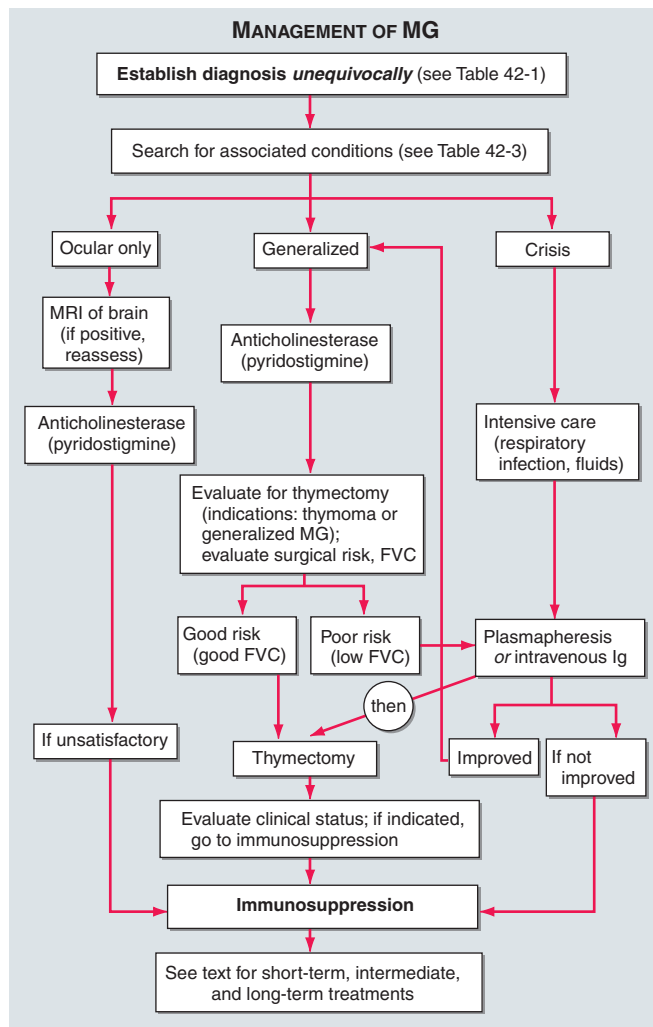 MANAGEMENT OF MG
Establish diagnosis unequivocally (see Table 42-1)
Search for associated conditions (see Table 42-3)
Ocular only
Generalized
Crisis
MRI of brain
(if positive,
reassess)
Anticholinesterase
(pyridostigmine)
Anticholinesterase
(pyridostigmine)
Intensive care
(respiratory
infection, fluids)
Evaluate for thymectomy
(indications: thymoma or
generalized MG);
evaluate surgical risk, FVC
Good risk
(good FVC)
Poor risk
(low FVC)
Plasmapheresis
or intravenous Ig
then
If unsatisfactory
Thymectomy
Improved
If not
improved
Evaluate clinical status; if indicated,
go to immunosuppression
Immunosuppression
See text for short-term, intermediate,
and long-term treatments